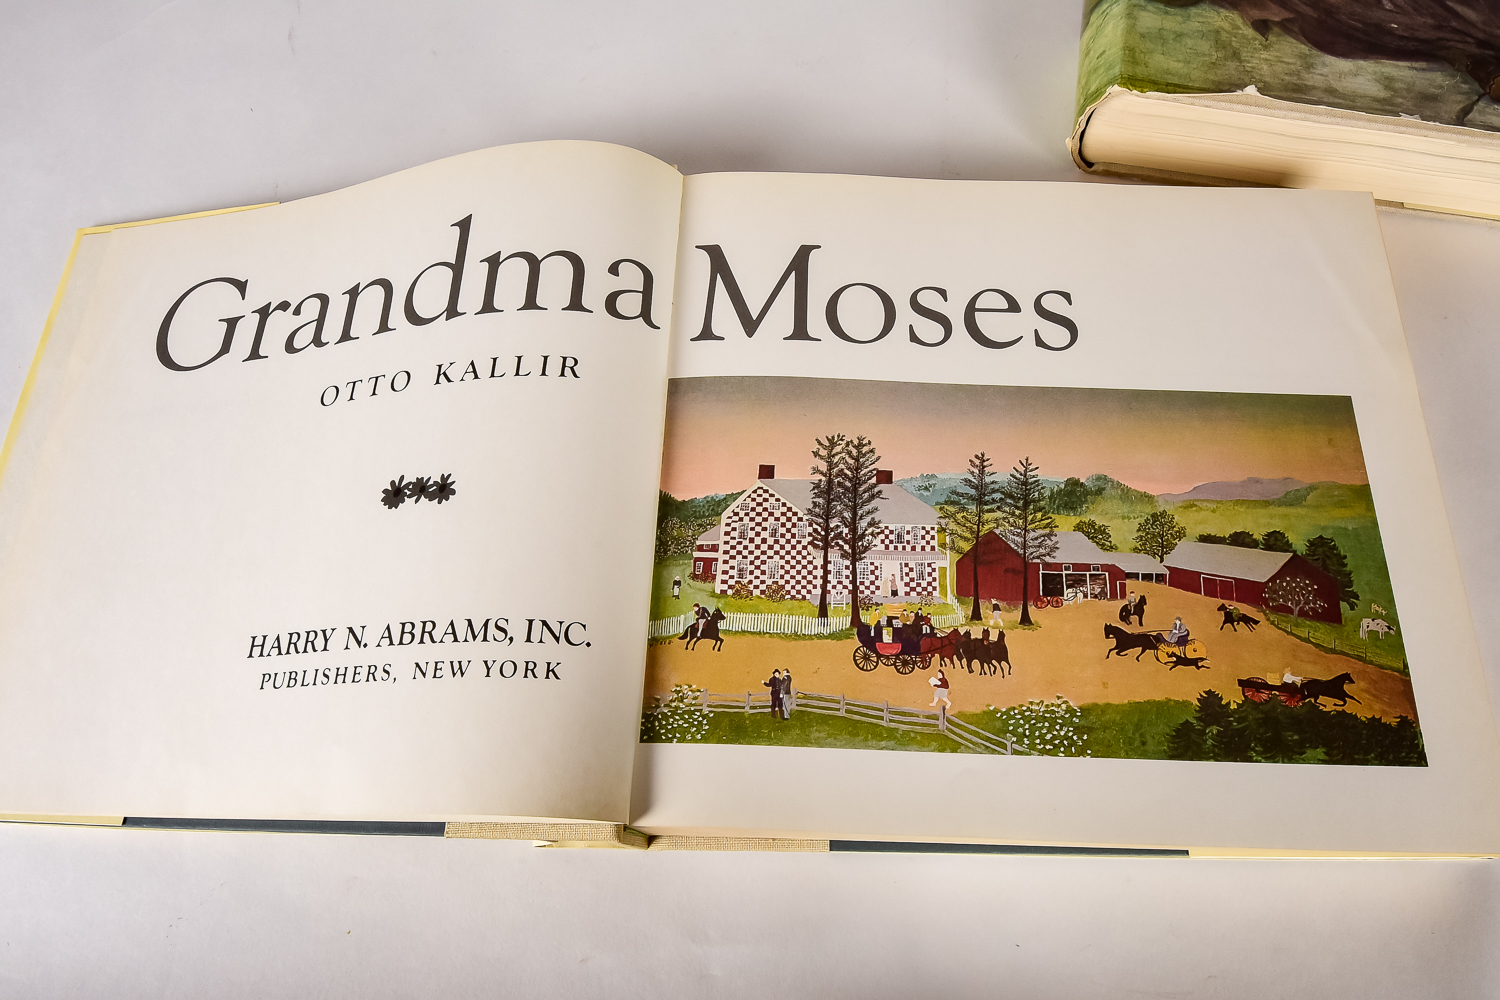 Grandma Moses
OTTO KALLIR
HARRY N. ABRAMS, INC.
PUBLISHERS, NEW YORK